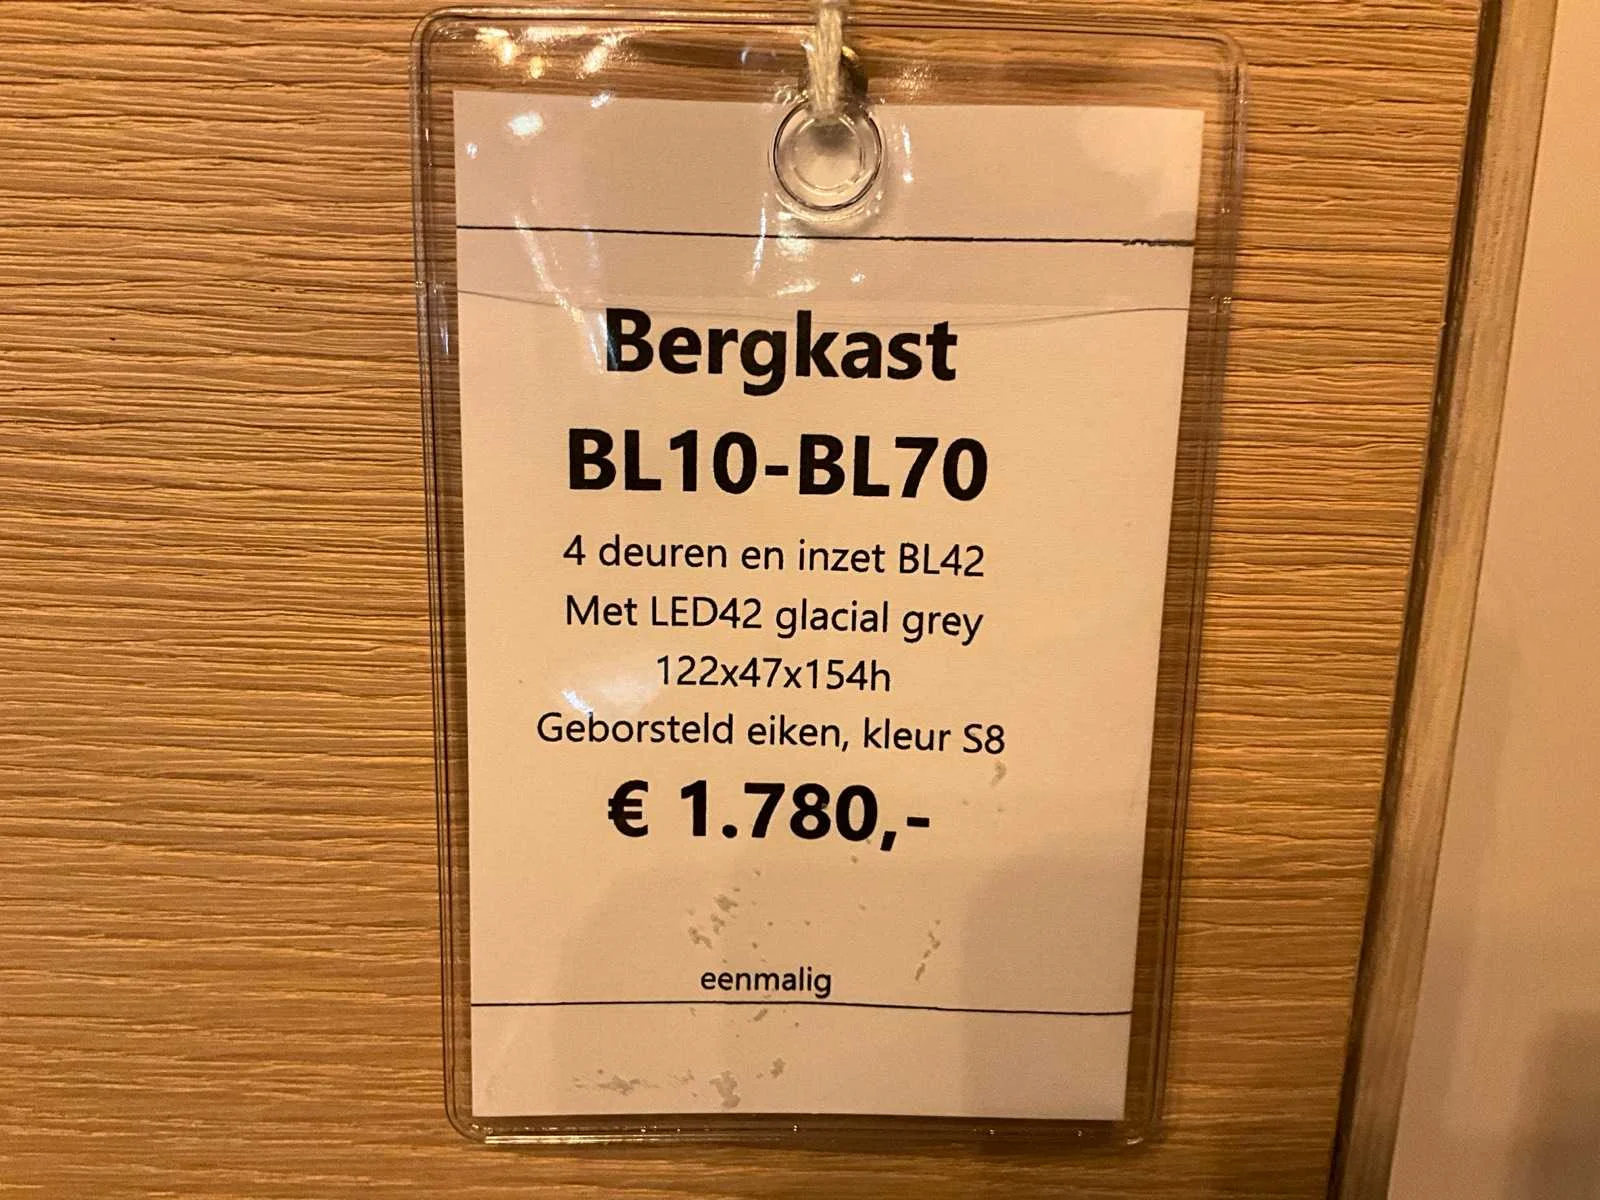 Bergkast
BL10-BL70
4 deuren en inzet BL42
Met LED42 glacial grey
122x47x154h
Geborsteld eiken, kleur S8
€ 1.780,-
eenmalig